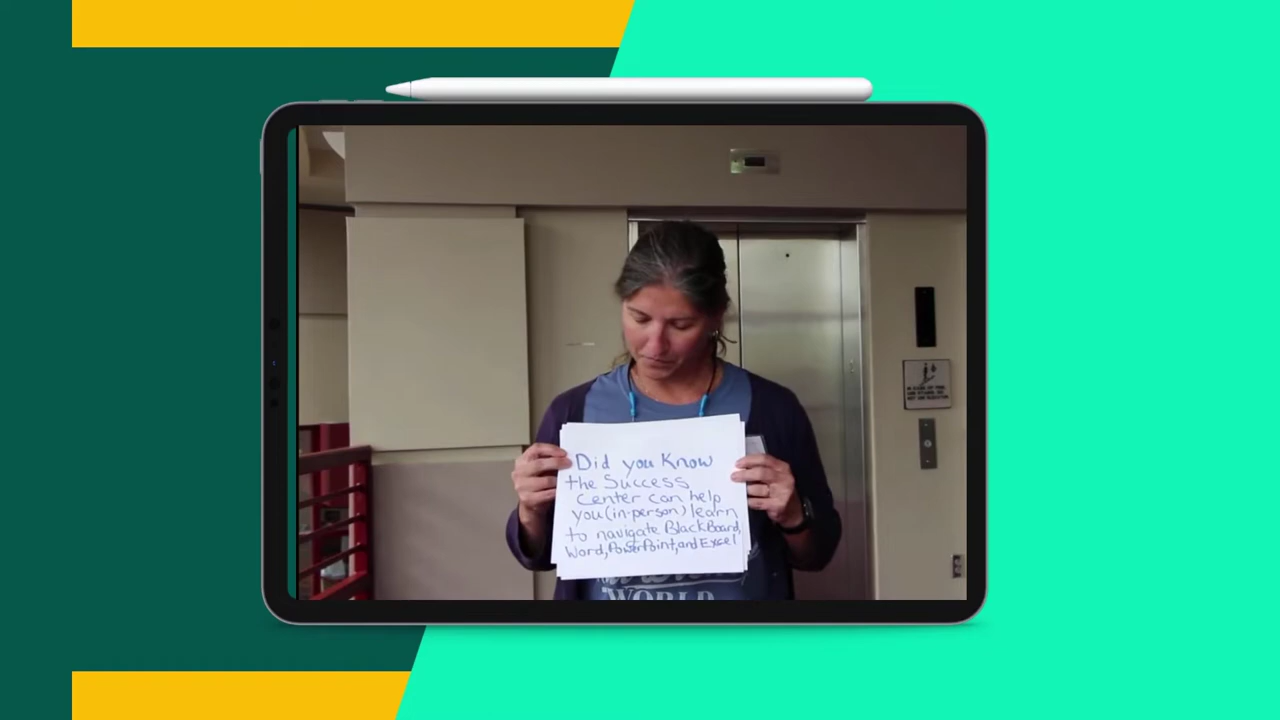 Did you Know
the Success
Center can help
you (in-person) learn
to navigate BlackBoard,
Word, PowerPoint, and Excel
WORLD